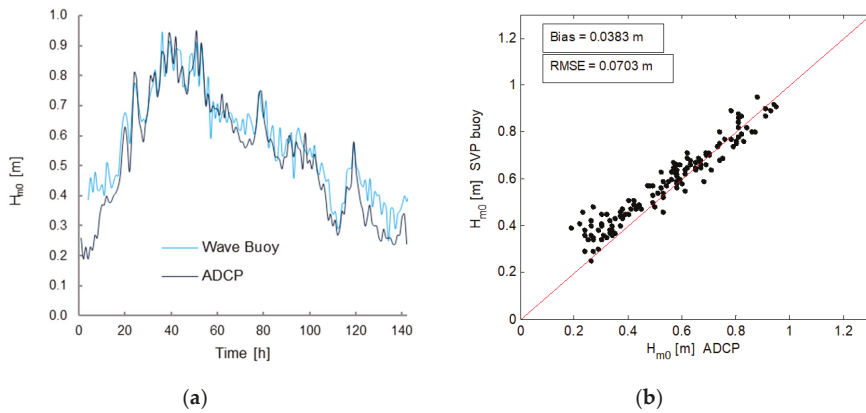 1.0
0.9
0.8
0.7
0.6
0.5
0.4
0.3
0.2
0.1
0.0
H_m0 [m]
Wave Buoy
ADCP
0 20 40 60 80 100 120 140
Time [h]
(a)
Bias = 0.0383 m
RMSE = 0.0703 m
1.2
1
0.8
0.6
0.4
0.2
0
H_m0 [m] SVP buoy
0 0.2 0.4 0.6 0.8 1 1.2
H_m0 [m] ADCP
(b)